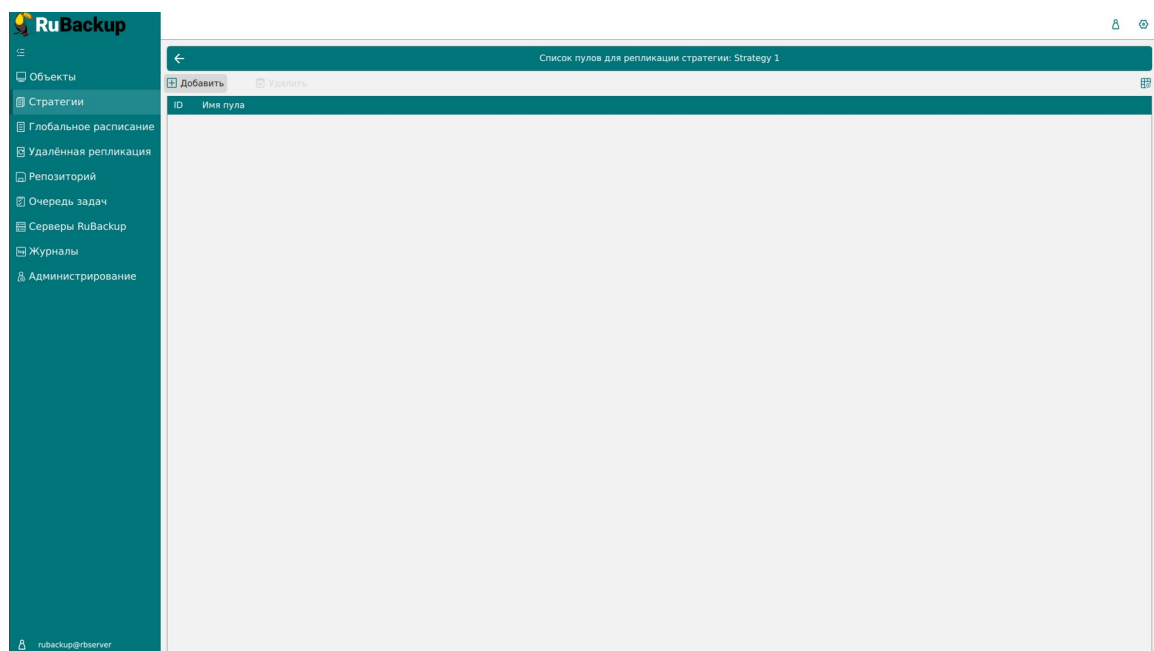 RuBackup
Список пулов для репликации стратегии: Strategy 1
Добавить
Удалить
ID Имя пула
Объекты
Стратегии
Глобальное расписание
Удалённая репликация
Репозиторий
Очередь задач
Серверы RuBackup
Журналы
Администрирование
rubackup@rbserver